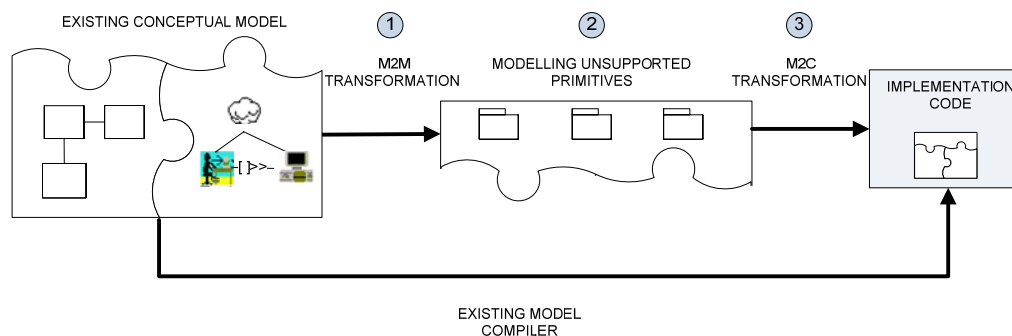 EXISTING CONCEPTUAL MODEL
1
2
3
M2M
TRANSFORMATION
MODELLING UNSUPPORTED
PRIMITIVES
M2C
TRANSFORMATION
IMPLEMENTATION
CODE
-[ ]>>-
EXISTING MODEL
COMPILER